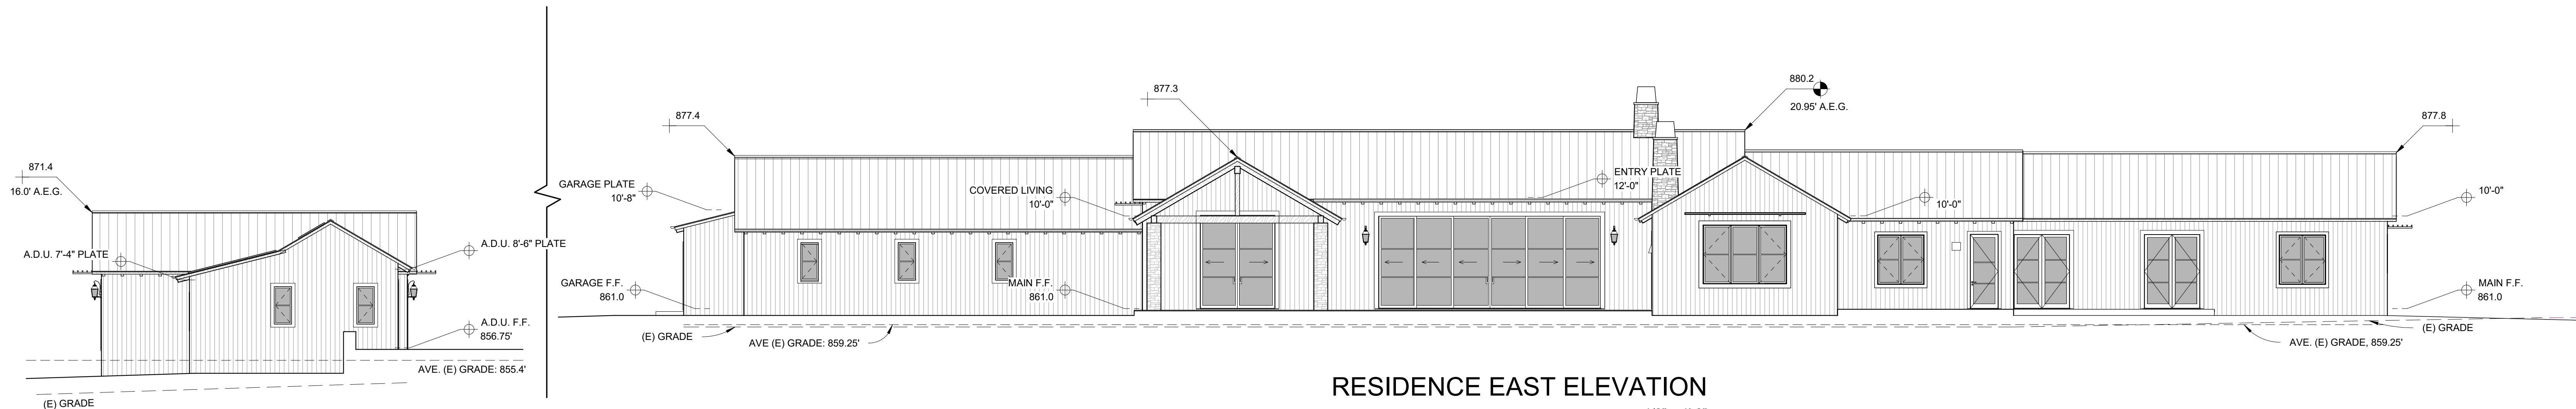 871.4
16.0' A.E.G.
A.D.U. 7'-4" PLATE
A.D.U. 8'-6" PLATE
A.D.U. F.F.
856.75'
AVE. (E) GRADE: 855.4'
(E) GRADE
877.4
GARAGE PLATE
10'-8"
GARAGE F.F.
861.0
(E) GRADE
AVE (E) GRADE: 859.25'
877.3
COVERED LIVING
10'-0"
MAIN F.F.
861.0
ENTRY PLATE
12'-0"
880.2
20.95' A.E.G.
10'-0"
877.8
10'-0"
MAIN F.F.
861.0
(E) GRADE
AVE. (E) GRADE, 859.25'
RESIDENCE EAST ELEVATION